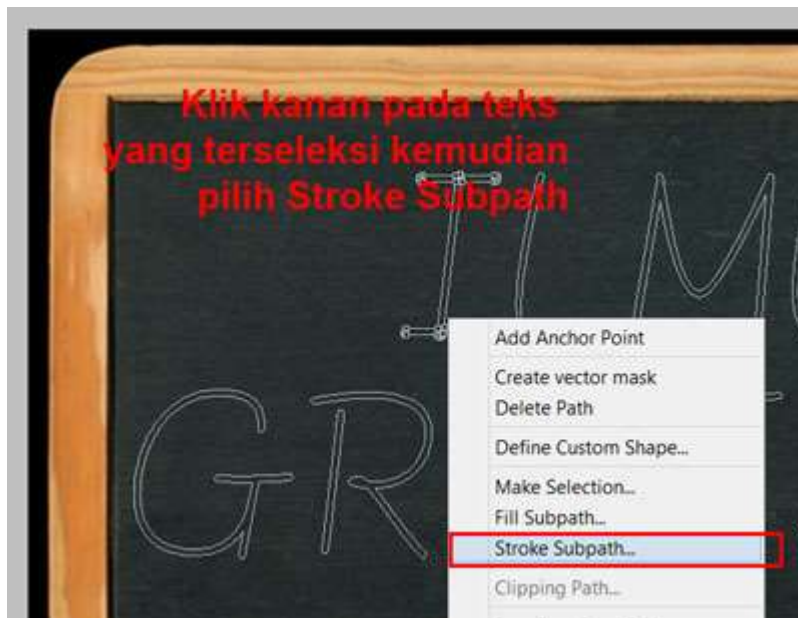 Klik kanan pada teks
yang terseleksi kemudian
pilih Stroke Subpath
I L M
G R
Add Anchor Point
Create vector mask
Delete Path
Define Custom Shape...
Make Selection...
Fill Subpath...
Stroke Subpath...
Clipping Path...